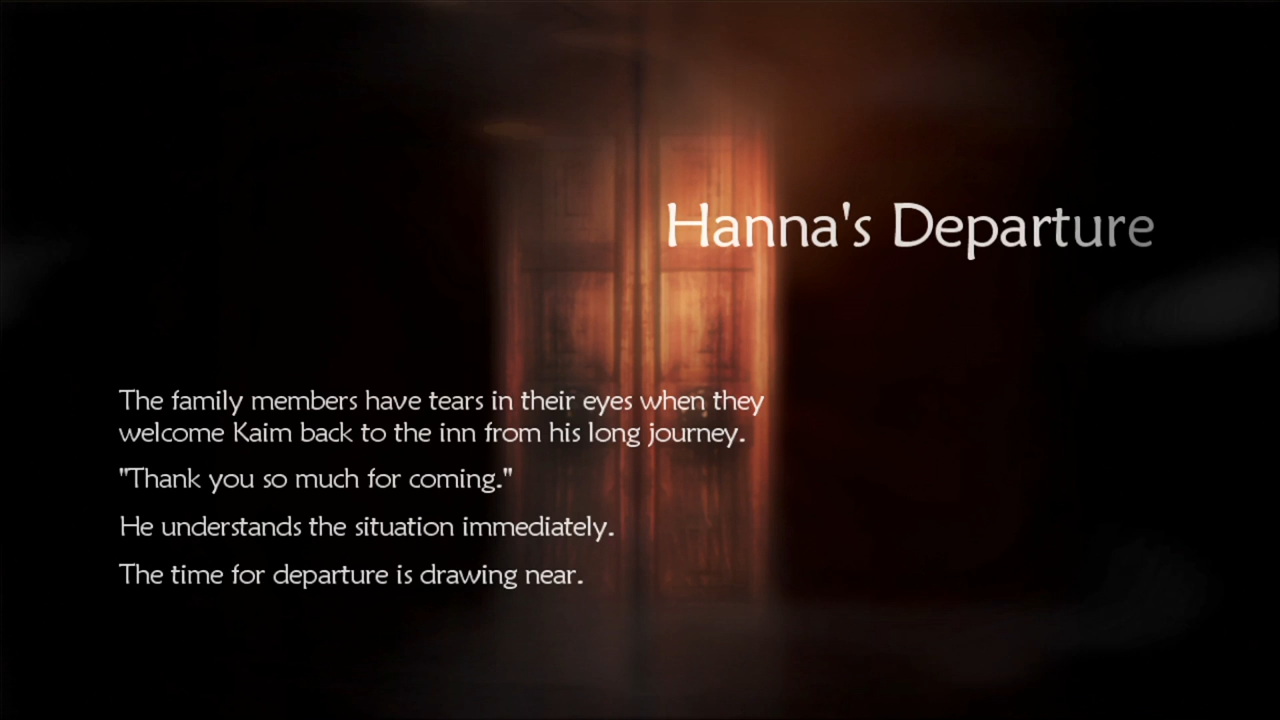 Hanna's Departure
The family members have tears in their eyes when they
welcome Kaim back to the inn from his long journey.
"Thank you so much for coming."
He understands the situation immediately.
The time for departure is drawing near.